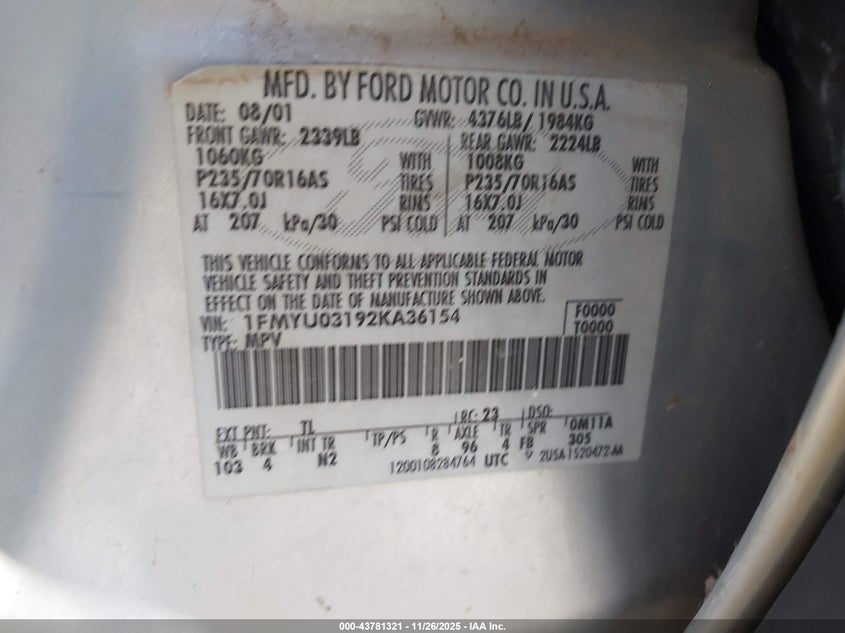 MFD. BY FORD MOTOR CO. IN U.S.A.
DATE: 08/01 GVWR: 4376LB/ 1984KG
FRONT GAWR: 2339LB REAR GAWR: 2224LB
1060KG WITH 1008KG WITH
P235/70R16AS TIRES P235/70R16AS TIRES
16X7.0J RIMS 16X7.0J RIMS
AT 207 kPa/30 PSI COLD AT 207 kPa/30 PSI COLD
THIS VEHICLE CONFORMS TO ALL APPLICABLE FEDERAL MOTOR
VEHICLE SAFETY AND THEFT PREVENTION STANDARDS IN
EFFECT ON THE DATE OF MANUFACTURE SHOWN ABOVE.
VIN: 1FMYU03192KA36154 F0000
TYPE: MPV T0000
EXT PNT: TL RC: 23 DSO:
WB BRK INT TR TP/PS R AXLE TR SPR 0M11A
103 4 N2 8 96 4 FB 305
1200108284764 UTC 2U5A-1520472-AA
000-43781321 - 11/26/2025 - IAA Inc.